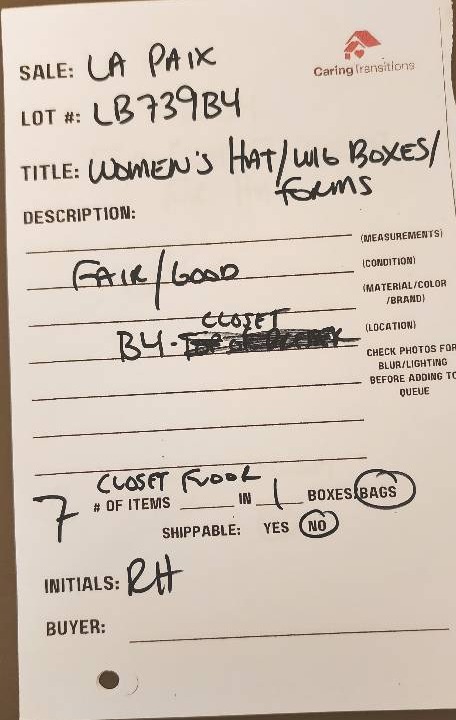 SALE: LA PAIX
CaringTransitions
LOT #: LB739B4
TITLE: WOMEN'S HAT/WIG BOXES/
FORMS
DESCRIPTION:
(MEASUREMENTS)
FAIR/GOOD (CONDITION)
(MATERIAL/COLOR
/BRAND)
CLOSET (LOCATION)
B4-
CHECK PHOTOS FOR
BLUR/LIGHTING
BEFORE ADDING TO
QUEUE
CLOSET FLOOR
7 # OF ITEMS IN 1 BOXES/BAGS
SHIPPABLE: YES NO
INITIALS: RH
BUYER: